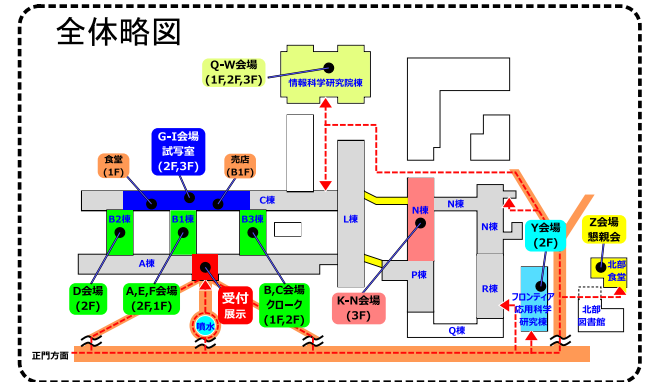 全体略図
Q-W会場
(1F,2F,3F)
情報科学研究院棟
G-I会場
試写室
(2F,3F)
食堂
(1F)
売店
(B1F)
C棟
B2棟
B1棟
B3棟
L棟
N棟
N棟
N棟
Y会場
(2F)
Z会場
懇親会
A棟
P棟
R棟
北部
食堂
D会場
(2F)
A,E,F会場
(2F,1F)
受付
展示
B,C会場
クローク
(1F,2F)
K-N会場
(3F)
フロンティア
応用科学
研究棟
北部
図書館
噴水
Q棟
正門方面